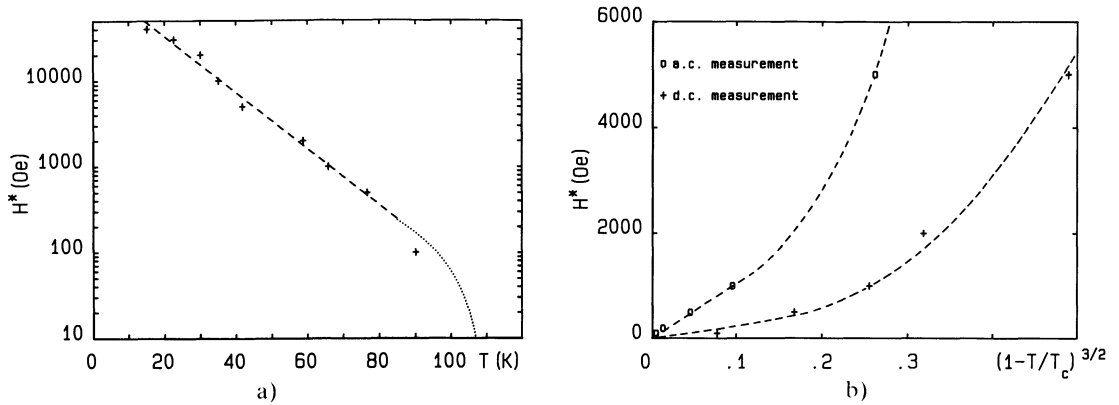 10000
1000
100
10
H* (Oe)
0 20 40 60 80 100 T (K)
a)
6000
4000
2000
0
H* (Oe)
a.c. measurement
d.c. measurement
0 .1 .2 .3 (1-T/Tc)3/2
b)